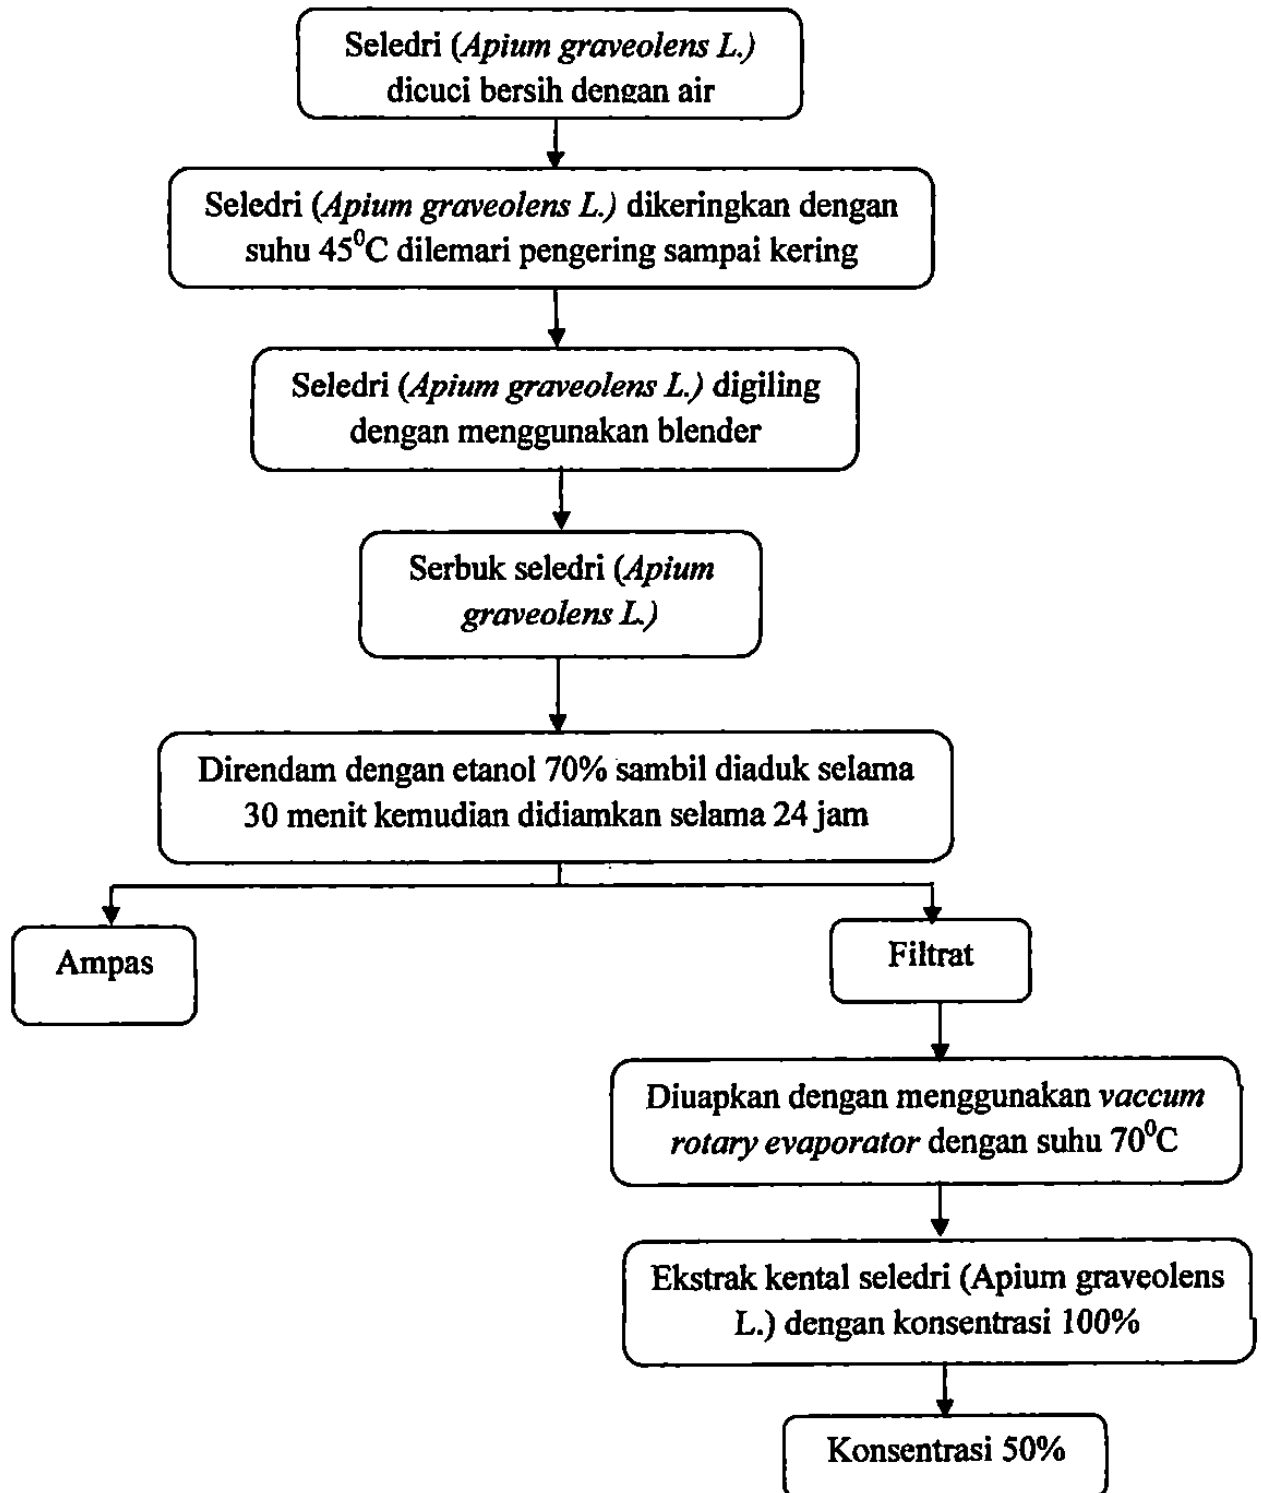 Seledri (Apium graveolens L.)
dicuci bersih dengan air
Seledri (Apium graveolens L.) dikeringkan dengan
suhu 45⁰C dilemari pengering sampai kering
Seledri (Apium graveolens L.) digiling
dengan menggunakan blender
Serbuk seledri (Apium
graveolens L.)
Direndam dengan etanol 70% sambil diaduk selama
30 menit kemudian didiamkan selama 24 jam
Ampas
Filtrat
Diuapkan dengan menggunakan vaccum
rotary evaporator dengan suhu 70⁰C
Ekstrak kental seledri (Apium graveolens
L.) dengan konsentrasi 100%
Konsentrasi 50%